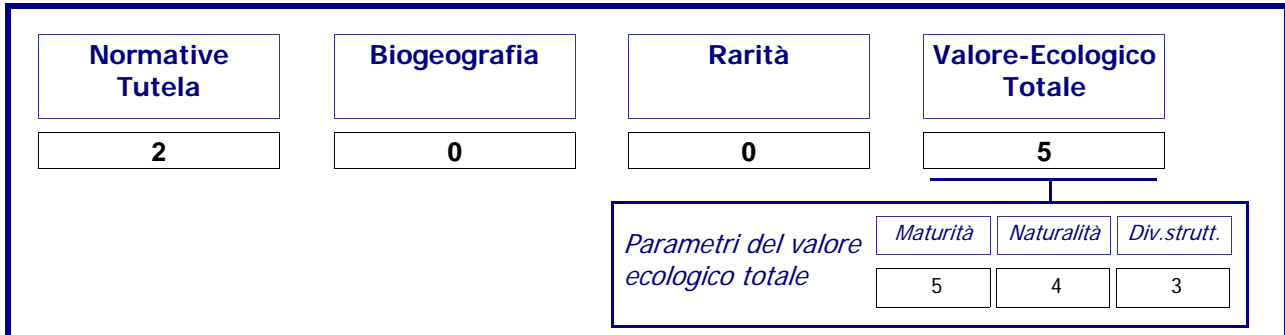 Normative Tutela
Biogeografia
Rarità
Valore-Ecologico Totale
2
0
0
5
Parametri del valore ecologico totale
Maturità
Naturalità
Div.strutt.
5
4
3